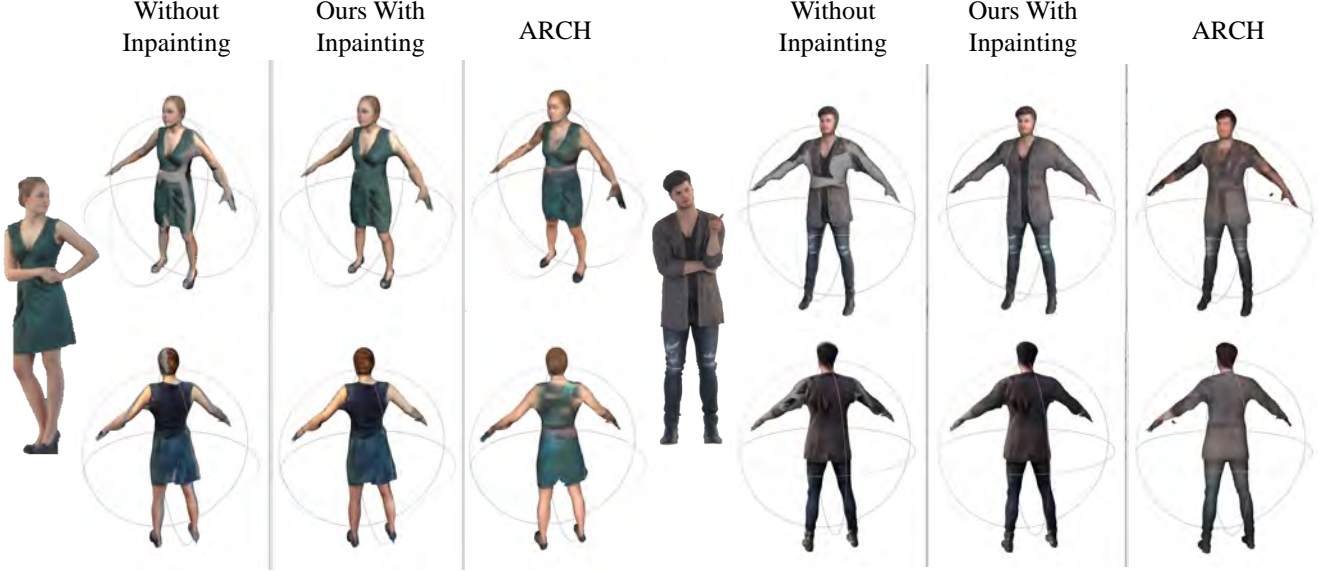 Without
Inpainting
Ours With
Inpainting
ARCH
Without
Inpainting
Ours With
Inpainting
ARCH